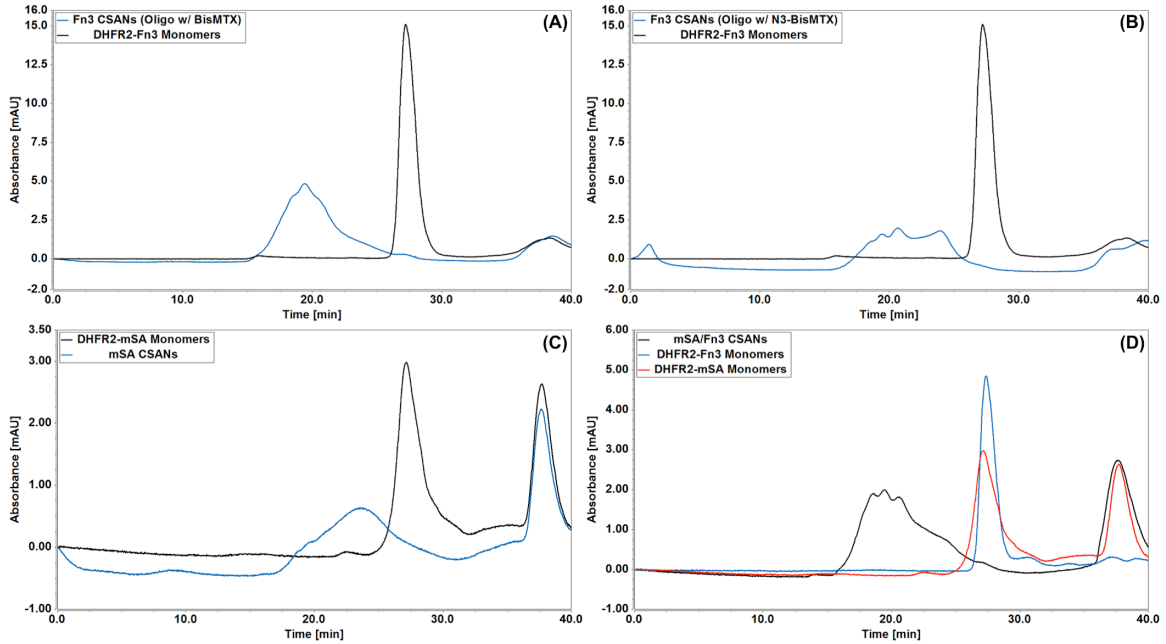 (A)
Fn3 CSANs (Oligo w/ BisMTX)
DHFR2-Fn3 Monomers
16.0
15.0
12.5
10.0
7.5
5.0
2.5
0.0
-2.0
Absorbance [mAU]
0.0 10.0 20.0 30.0 40.0
Time [min]
(B)
Fn3 CSANs (Oligo w/ N3-BisMTX)
DHFR2-Fn3 Monomers
16.0
15.0
12.5
10.0
7.5
5.0
2.5
0.0
-2.0
Absorbance [mAU]
0.0 10.0 20.0 30.0 40.0
Time [min]
(C)
DHFR2-mSA Monomers
mSA CSANs
3.50
3.00
2.00
1.00
0.00
-1.00
Absorbance [mAU]
0.0 10.0 20.0 30.0 40.0
Time [min]
(D)
mSA/Fn3 CSANs
DHFR2-Fn3 Monomers
DHFR2-mSA Monomers
6.00
5.00
4.00
3.00
2.00
1.00
0.00
-1.00
Absorbance [mAU]
0.0 10.0 20.0 30.0 40.0
Time [min]